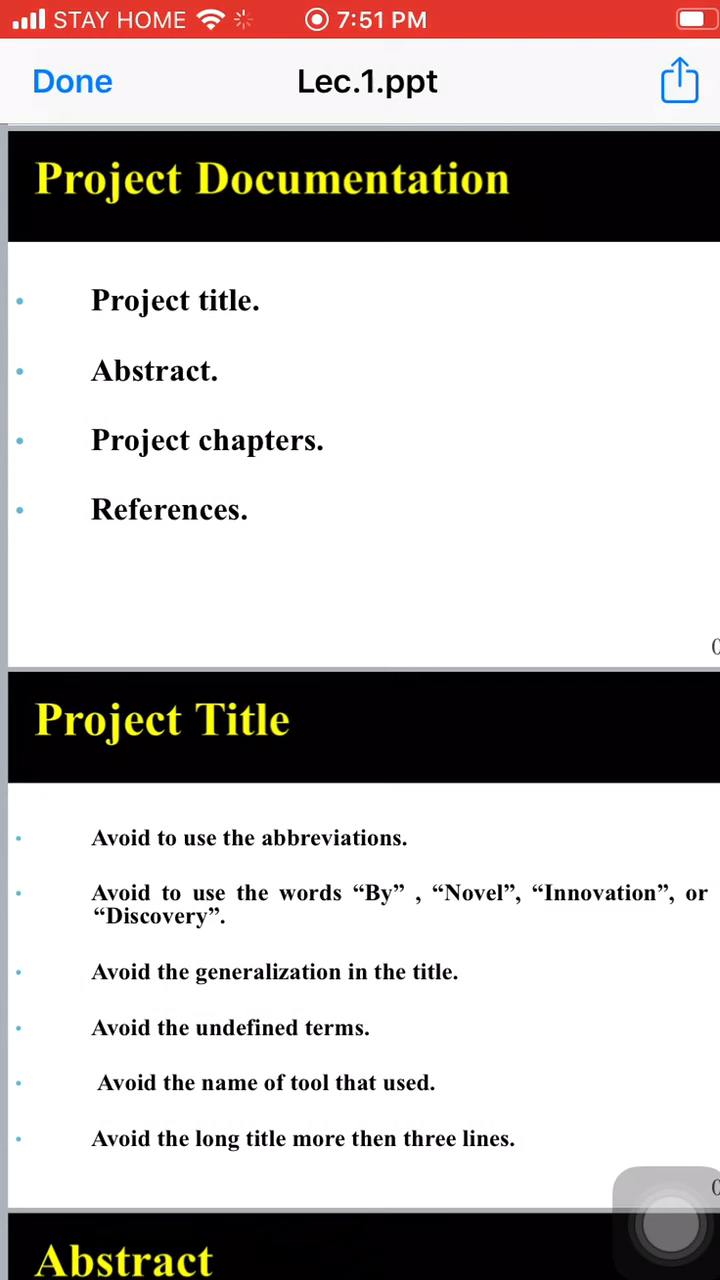 STAY HOME 7:51 PM
Done Lec.1.ppt
Project Documentation
• Project title.
• Abstract.
• Project chapters.
• References.
Project Title
• Avoid to use the abbreviations.
• Avoid to use the words “By” , “Novel”, “Innovation”, or
“Discovery”.
• Avoid the generalization in the title.
• Avoid the undefined terms.
• Avoid the name of tool that used.
• Avoid the long title more then three lines.
Abstract